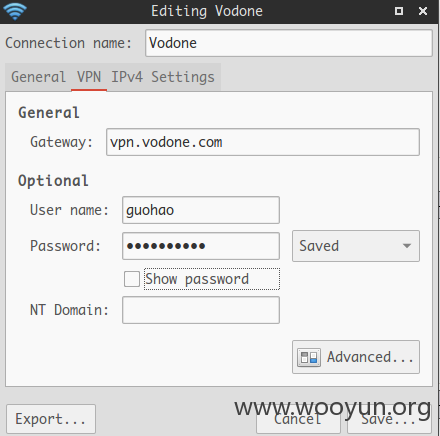 Editing Vodone
Connection name: Vodone
General VPN IPv4 Settings
General
Gateway: vpn.vodone.com
Optional
User name: guohao
Password: •••••••••• Saved
Show password
NT Domain:
Advanced...
www.wooyun.org
Export... Cancel Save...